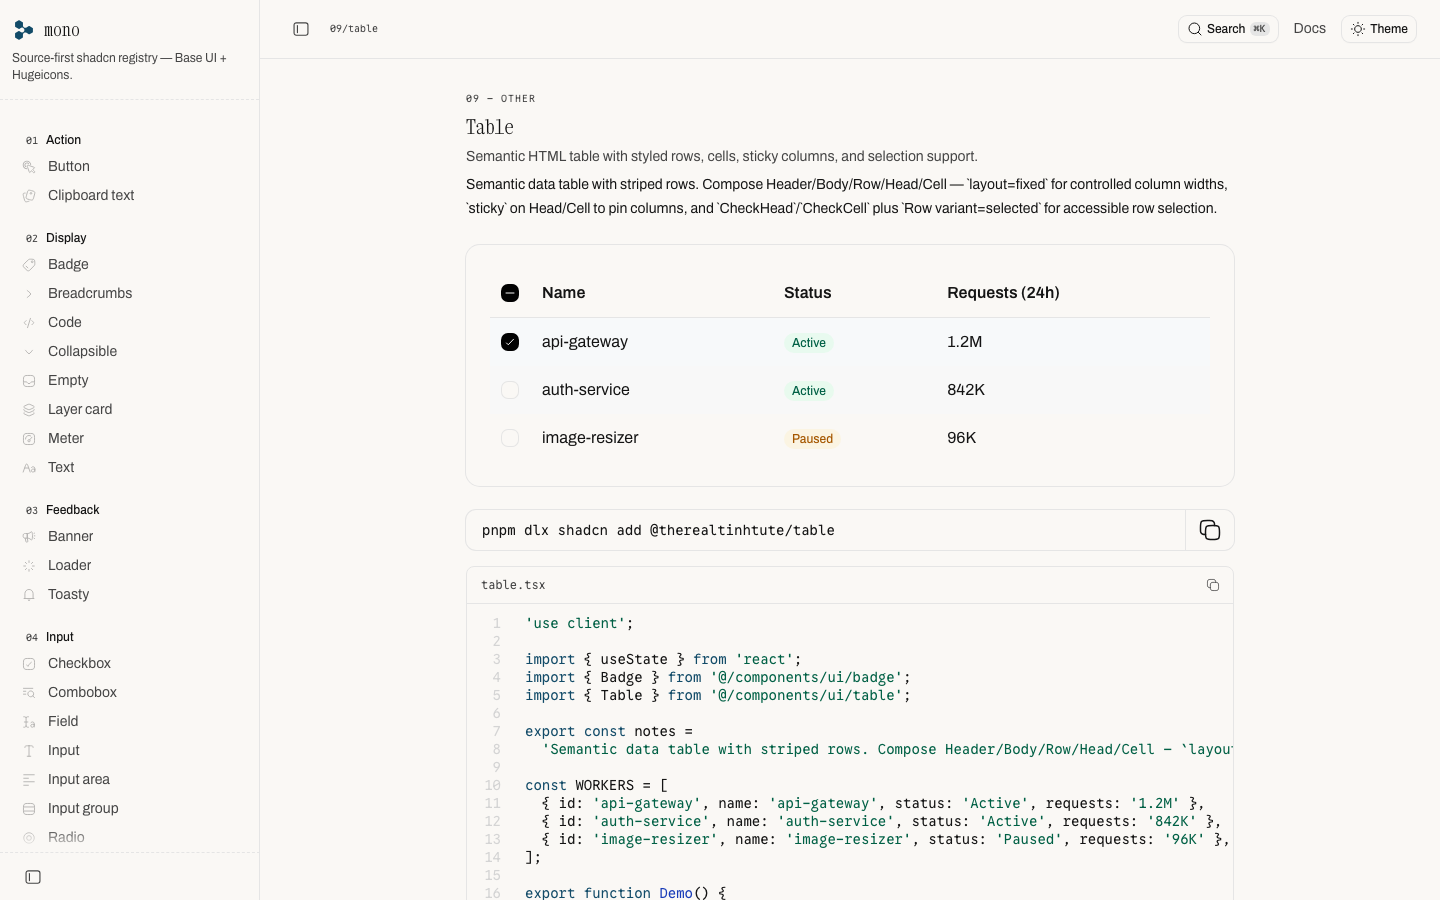 mono
Source-first shadcn registry — Base UI +
Hugeicons.
01 Action
Button
Clipboard text
02 Display
Badge
Breadcrumbs
Code
Collapsible
Empty
Layer card
Meter
Text
03 Feedback
Banner
Loader
Toasty
04 Input
Checkbox
Combobox
Field
Input
Input area
Input group
Radio
09/table
Search ⌘K
Docs
Theme
09 — OTHER
Table
Semantic HTML table with styled rows, cells, sticky columns, and selection support.
Semantic data table with striped rows. Compose Header/Body/Row/Head/Cell — `layout=fixed` for controlled column widths,
`sticky` on Head/Cell to pin columns, and `CheckHead`/`CheckCell` plus `Row variant=selected` for accessible row selection.
Name Status Requests (24h)
api-gateway Active 1.2M
auth-service Active 842K
image-resizer Paused 96K
pnpm dlx shadcn add @therealtinhtute/table
table.tsx
1 'use client';
2
3 import { useState } from 'react';
4 import { Badge } from '@/components/ui/badge';
5 import { Table } from '@/components/ui/table';
6
7 export const notes =
8 'Semantic data table with striped rows. Compose Header/Body/Row/Head/Cell — `layout
9
10 const WORKERS = [
11 { id: 'api-gateway', name: 'api-gateway', status: 'Active', requests: '1.2M' },
12 { id: 'auth-service', name: 'auth-service', status: 'Active', requests: '842K' },
13 { id: 'image-resizer', name: 'image-resizer', status: 'Paused', requests: '96K' },
14 ];
15
16 export function Demo() {